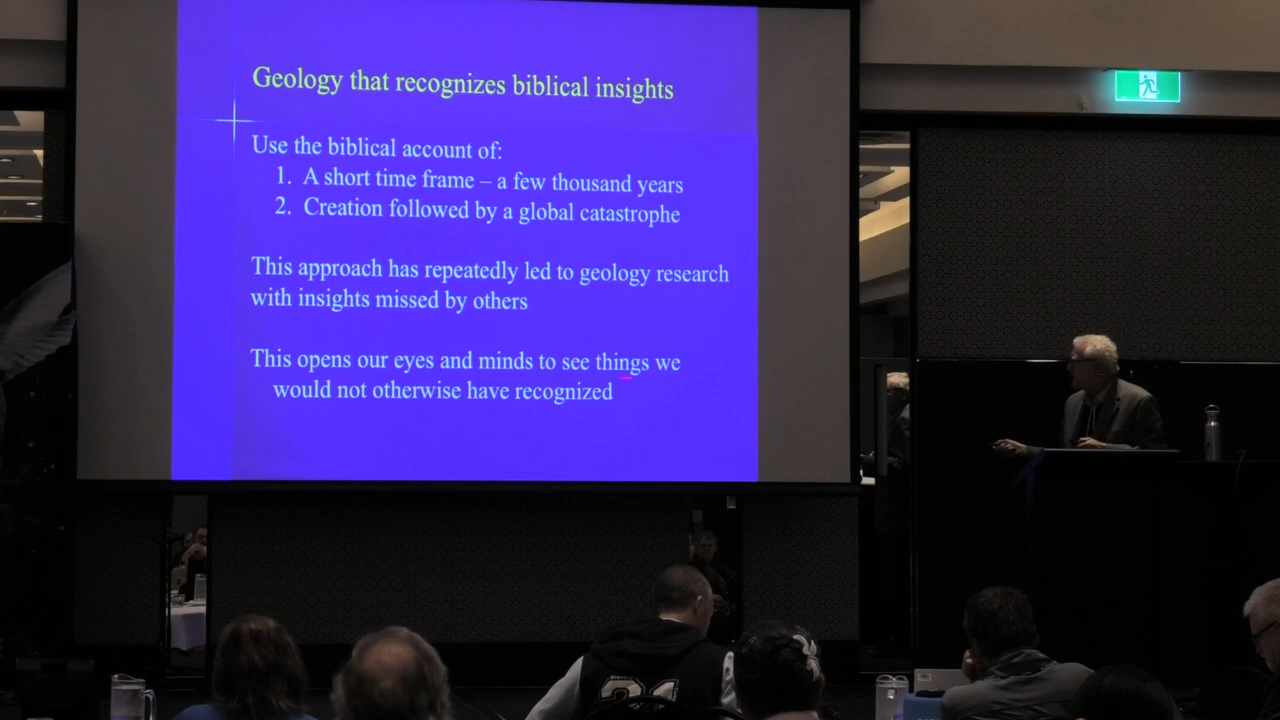 Geology that recognizes biblical insights
Use the biblical account of:
1. A short time frame – a few thousand years
2. Creation followed by a global catastrophe
This approach has repeatedly led to geology research
with insights missed by others
This opens our eyes and minds to see things we
would not otherwise have recognized
21